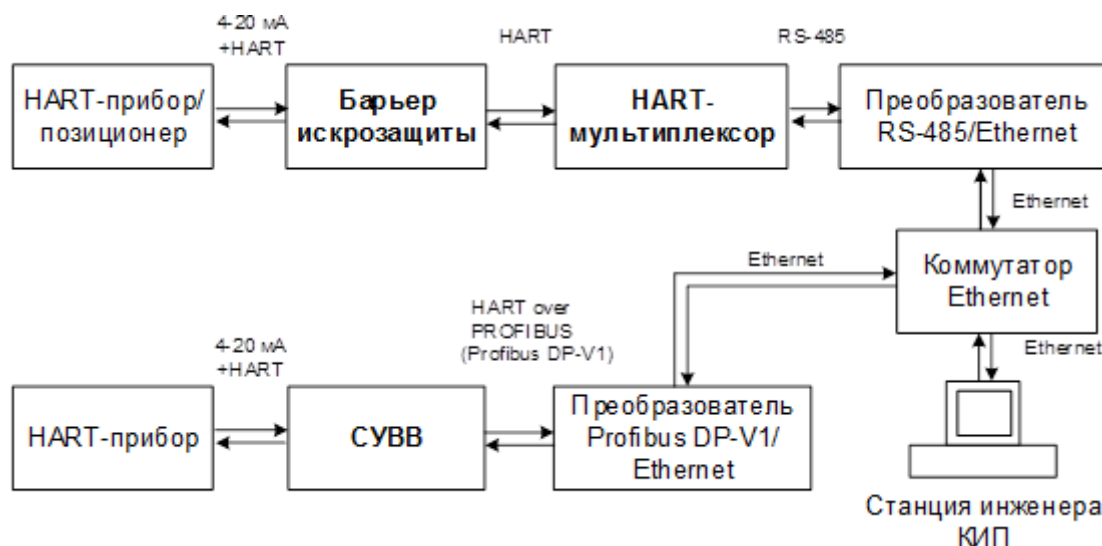 4-20 мА
+HART
HART
RS-485
HART-прибор/
позиционер
Барьер
искрозащиты
HART-
мультиплексор
Преобразователь
RS-485/Ethernet
Ethernet
Коммутатор
Ethernet
Ethernet
Ethernet
HART over
PROFIBUS
(Profibus DP-V1)
4-20 мА
+HART
HART-прибор
СУВВ
Преобразователь
Profibus DP-V1/
Ethernet
Станция инженера
КИП